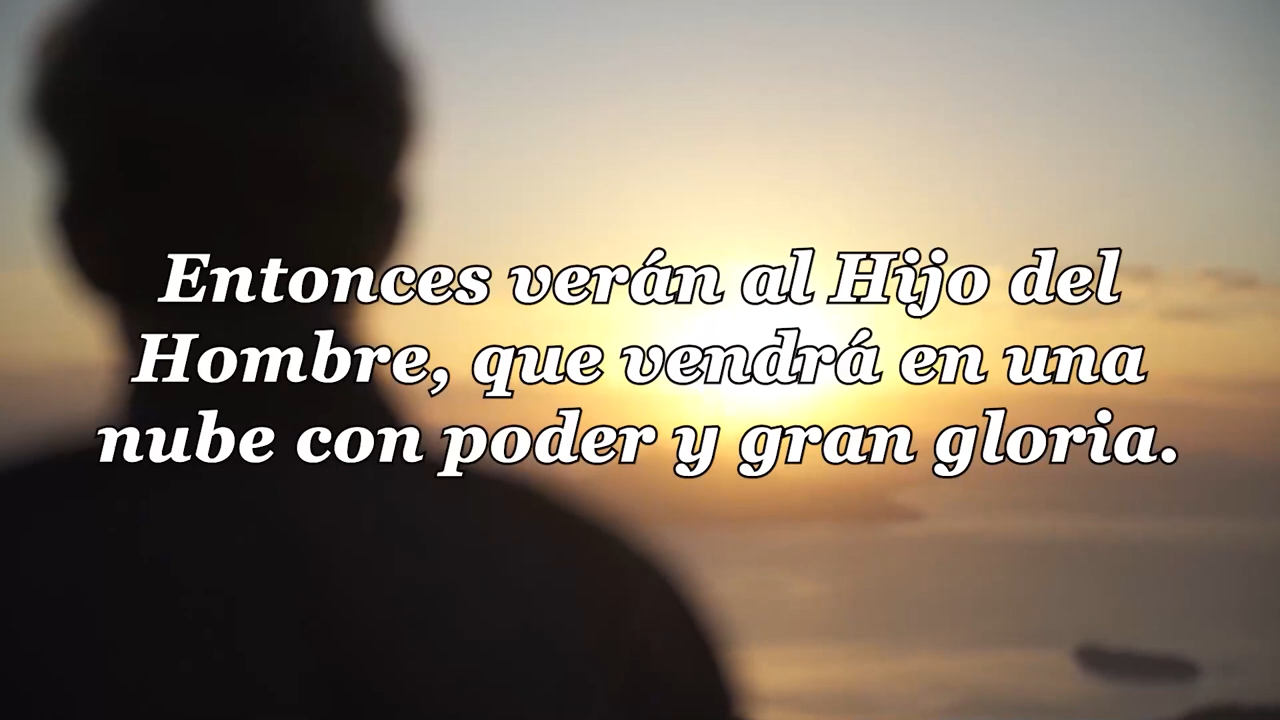 Entonces verán al Hijo del
Hombre, que vendrá en una
nube con poder y gran gloria.